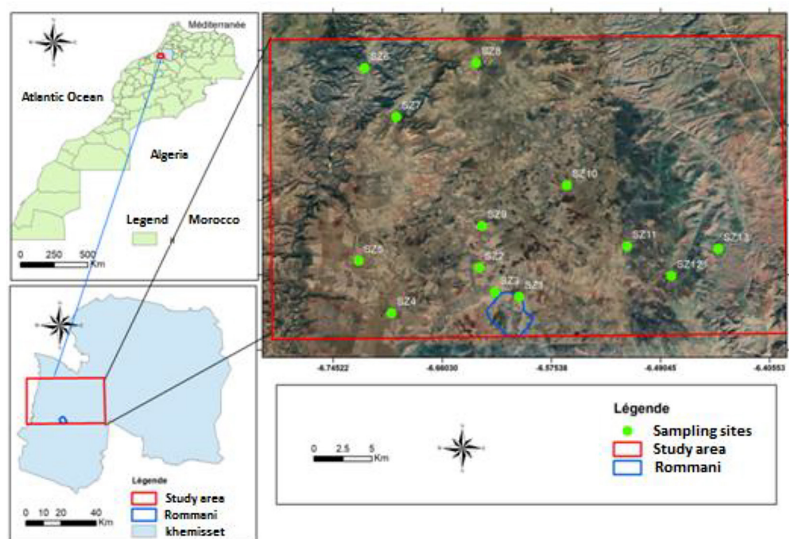 Méditerranée
Atlantic Ocean
Algeria
Legend
Morocco
0 250 500
Km
Légende
Study area
Rommani
khemisset
0 10 20 40
Km
SZ6
SZ8
SZ7
SZ10
SZ9
SZ11
SZ13
SZ5
SZ2
SZ12
SZ3
SZ1
SZ4
-6.74522 -6.66030 -6.57538 -6.49045 -6.40553
0 2.5 5
Km
Légende
Sampling sites
Study area
Rommani